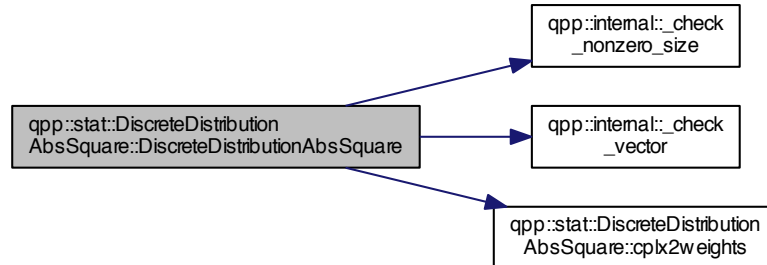 qpp::internal::_check
_nonzero_size
qpp::stat::DiscreteDistribution
AbsSquare::DiscreteDistributionAbsSquare
qpp::internal::_check
_vector
qpp::stat::DiscreteDistribution
AbsSquare::cplx2weights